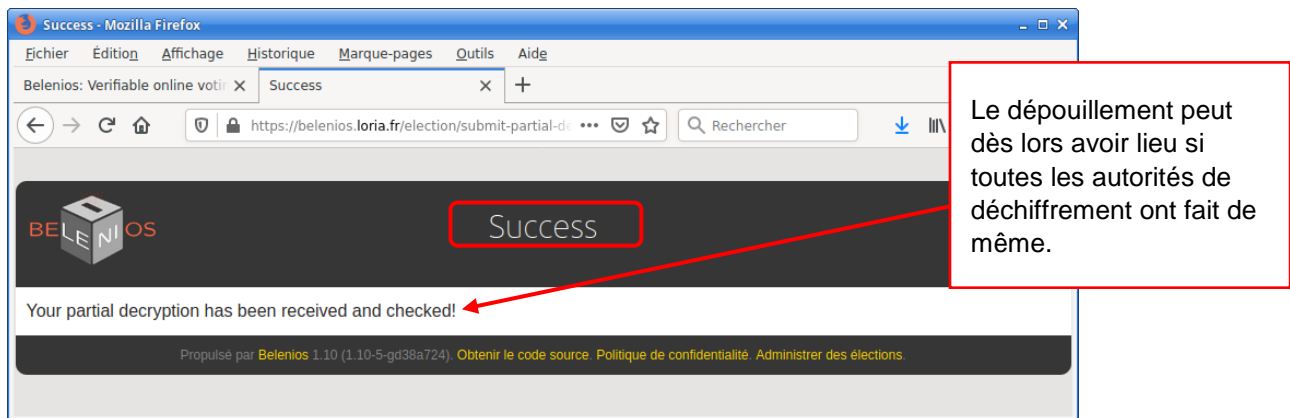 Success - Mozilla Firefox
Fichier Édition Affichage Historique Marque-pages Outils Aide
Belenios: Verifiable online votin Success
https://belenios.loria.fr/election/submit-partial-de Rechercher
Le dépouillement peut
dès lors avoir lieu si
toutes les autorités de
déchiffrement ont fait de
même.
BELENIOS
Success
Your partial decryption has been received and checked!
Propulsé par Belenios 1.10 (1.10-5-gd38a724). Obtenir le code source. Politique de confidentialité. Administrer des élections.